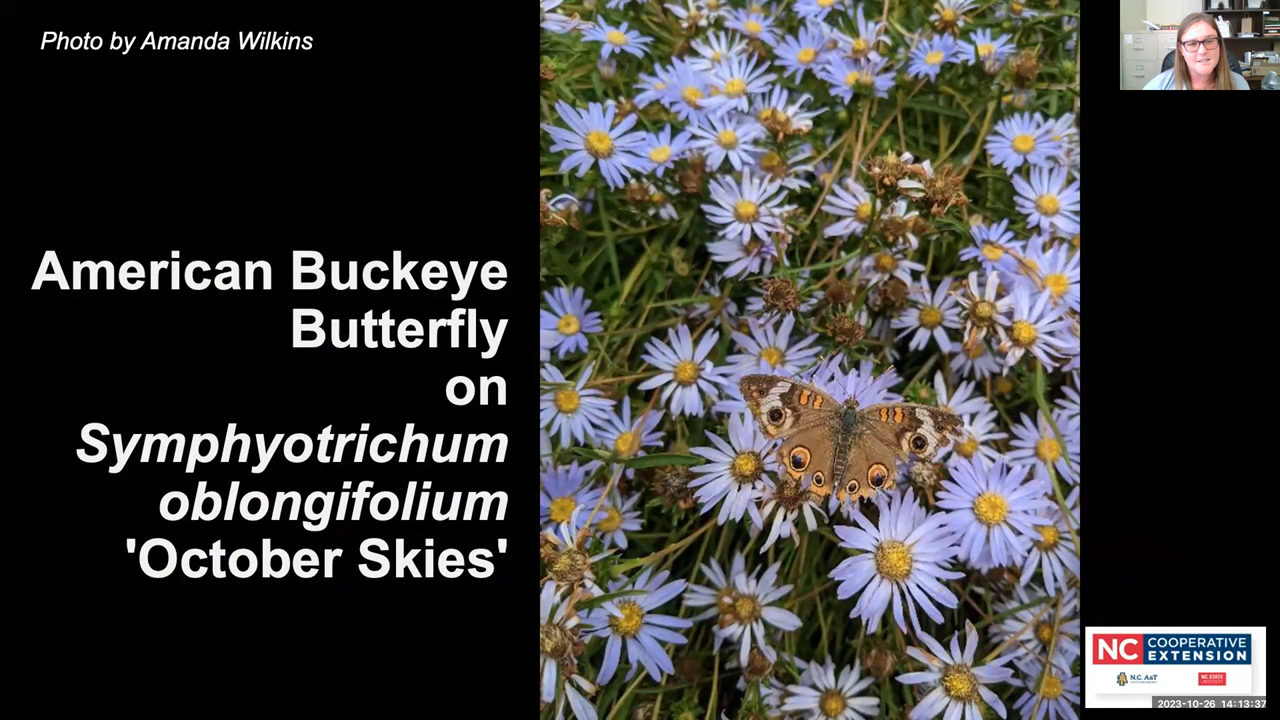 Photo by Amanda Wilkins
American Buckeye
Butterfly
on
Symphyotrichum
oblongifolium
'October Skies'
NC COOPERATIVE
EXTENSION
N.C. A&T
NC STATE
2023-10-26 14:13:37